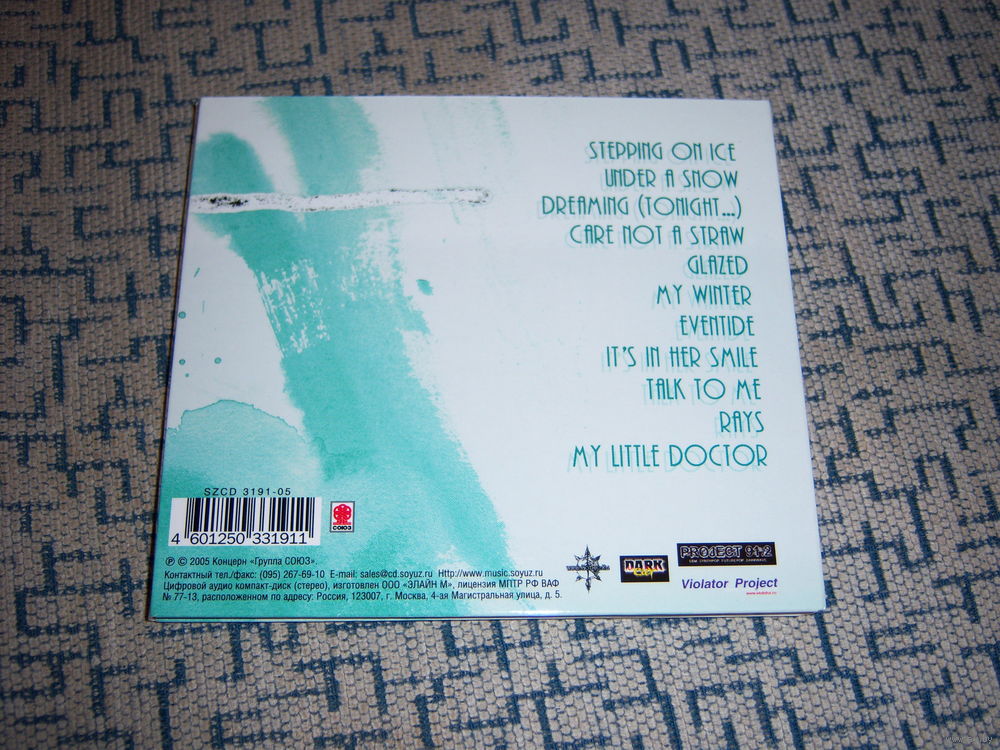 STEPPING ON ICE
UNDER A SNOW
DREAMING (TONIGHT...)
CARE NOT A STRAW
GLAZED
MY WINTER
EVENTIDE
IT'S IN HER SMILE
TALK TO ME
RAYS
MY LITTLE DOCTOR
SZCD 3191-05
4 601250 331911
СОЮЗ
℗ © 2005 Концерн «Группа СОЮЗ».
Контактный тел./факс: (095) 267-69-10 E-mail: sales@cd.soyuz.ru Http://www.music.soyuz.ru
Цифровой аудио компакт-диск (стерео), изготовлен ООО «ЭЛАЙН М», лицензия МПТР РФ ВАФ
№ 77-13, расположенном по адресу: Россия, 123007, г. Москва, 4-ая Магистральная улица, д. 5.
DARK
CITY
PROJECT 91.2
Violator Project